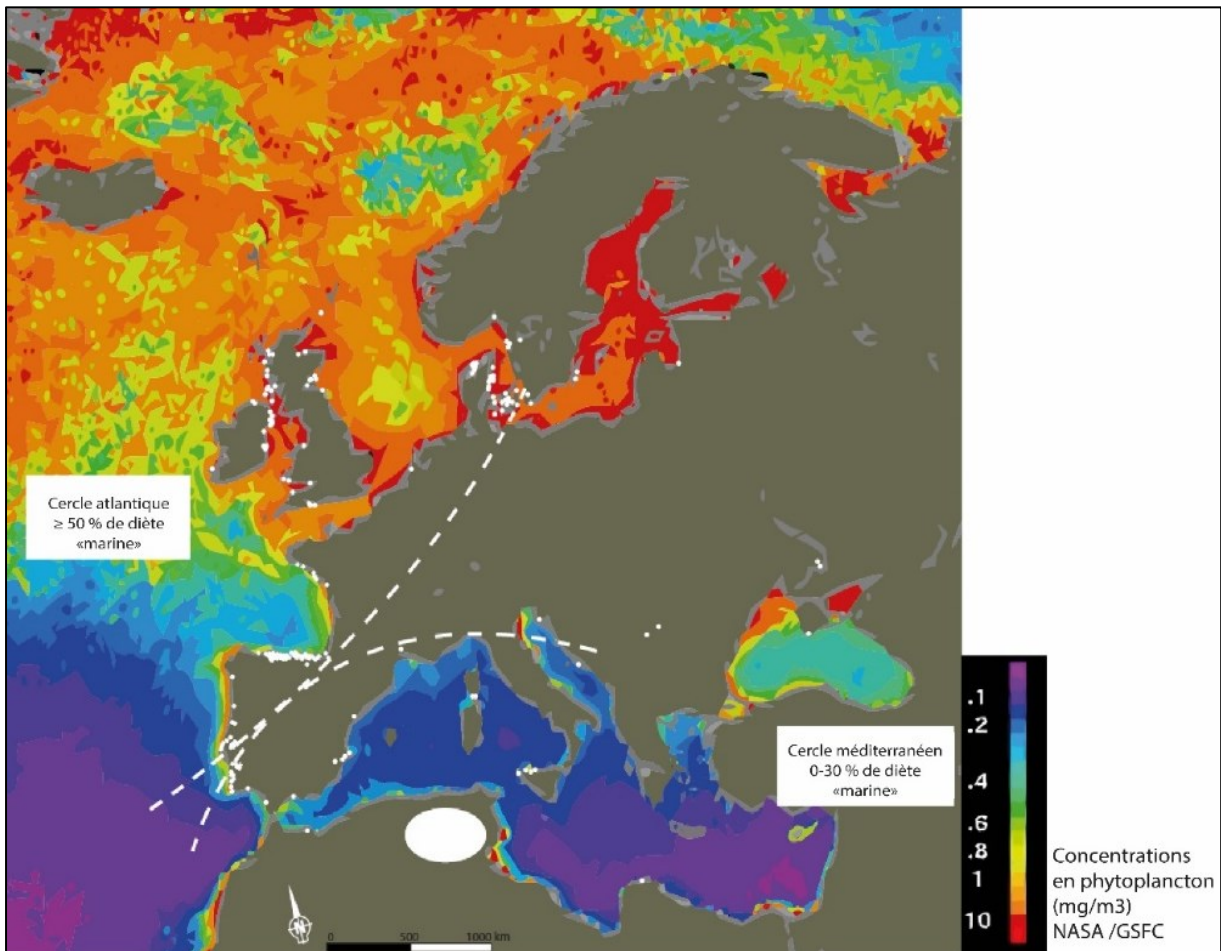 Cercle atlantique
≥ 50 % de diète
«marine»
Cercle méditerranéen
0-30 % de diète
«marine»
.1
.2
.4
.6
.8
1
10
Concentrations
en phytoplancton
(mg/m3)
NASA /GSFC
N
0 500 1000 km